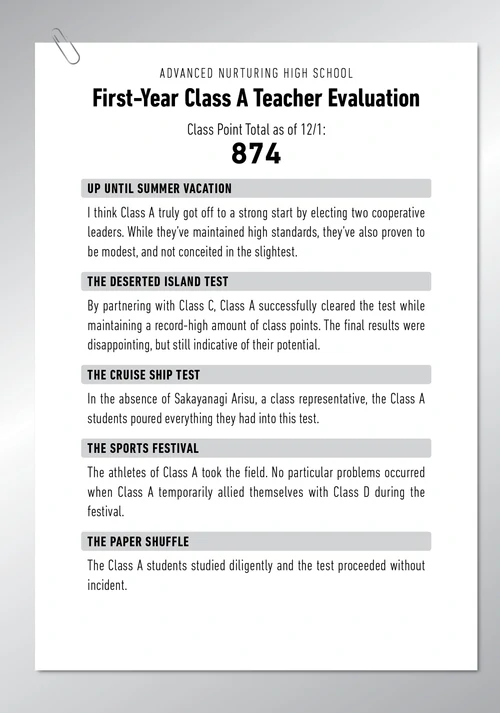 ADVANCED NURTURING HIGH SCHOOL
First-Year Class A Teacher Evaluation
Class Point Total as of 12/1:
874
UP UNTIL SUMMER VACATION
I think Class A truly got off to a strong start by electing two cooperative
leaders. While they've maintained high standards, they've also proven to
be modest, and not conceited in the slightest.
THE DESERTED ISLAND TEST
By partnering with Class C, Class A successfully cleared the test while
maintaining a record-high amount of class points. The final results were
disappointing, but still indicative of their potential.
THE CRUISE SHIP TEST
In the absence of Sakayanagi Arisu, a class representative, the Class A
students poured everything they had into this test.
THE SPORTS FESTIVAL
The athletes of Class A took the field. No particular problems occurred
when Class A temporarily allied themselves with Class D during the
festival.
THE PAPER SHUFFLE
The Class A students studied diligently and the test proceeded without
incident.